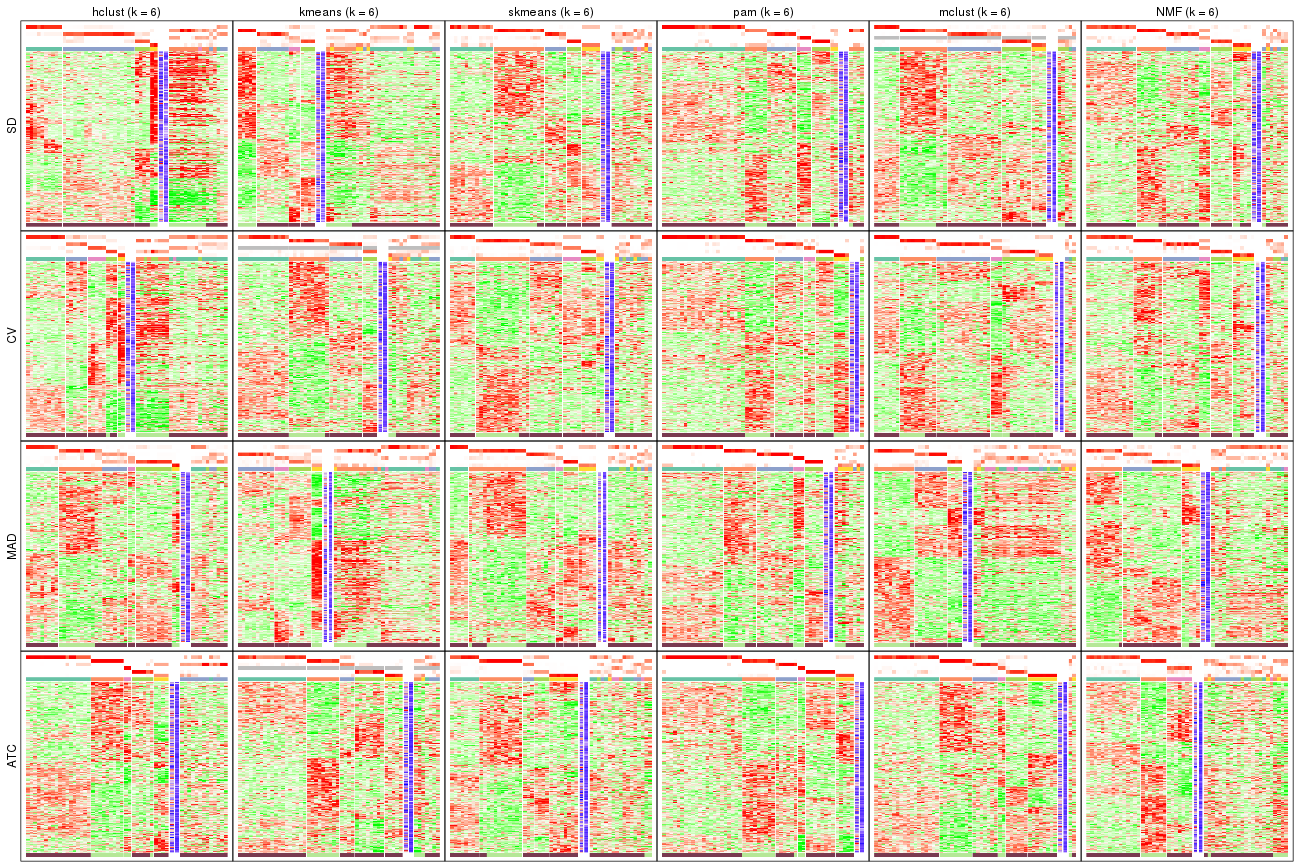 hclust (k = 6)
kmeans (k = 6)
skmeans (k = 6)
pam (k = 6)
mclust (k = 6)
NMF (k = 6)
SD
CV
MAD
ATC